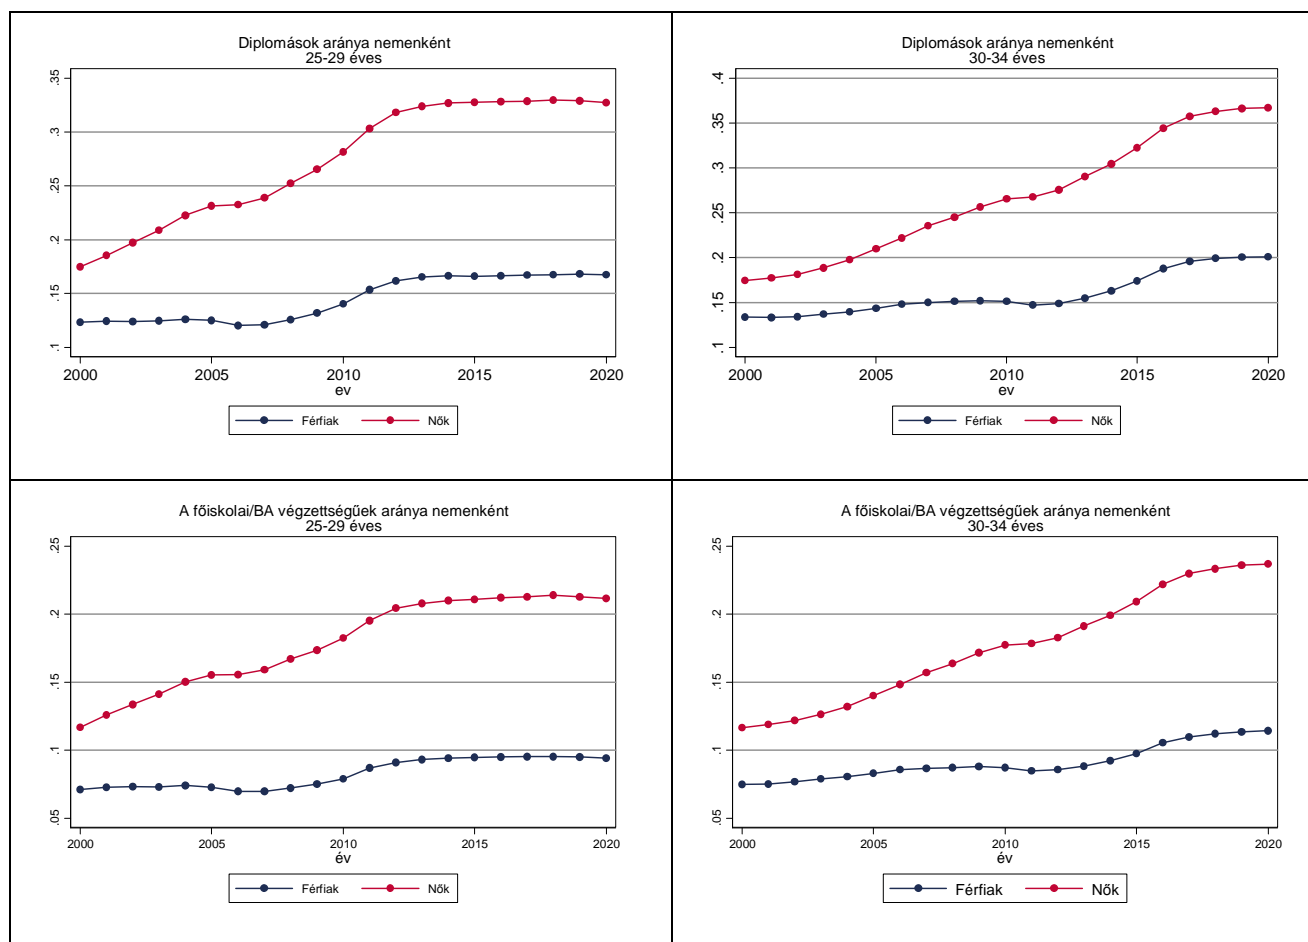 Diplomások aránya nemenként
25-29 éves
.35
.3
.25
.2
.15
.1
2000 2005 2010 2015 2020
ev
Férfiak Nők
Diplomások aránya nemenként
30-34 éves
.4
.35
.3
.25
.2
.15
.1
2000 2005 2010 2015 2020
ev
Férfiak Nők
A főiskolai/BA végzettségűek aránya nemenként
25-29 éves
.25
.2
.15
.1
.05
2000 2005 2010 2015 2020
év
Férfiak Nők
A főiskolai/BA végzettségűek aránya nemenként
30-34 éves
.25
.2
.15
.1
.05
2000 2005 2010 2015 2020
év
Férfiak Nők